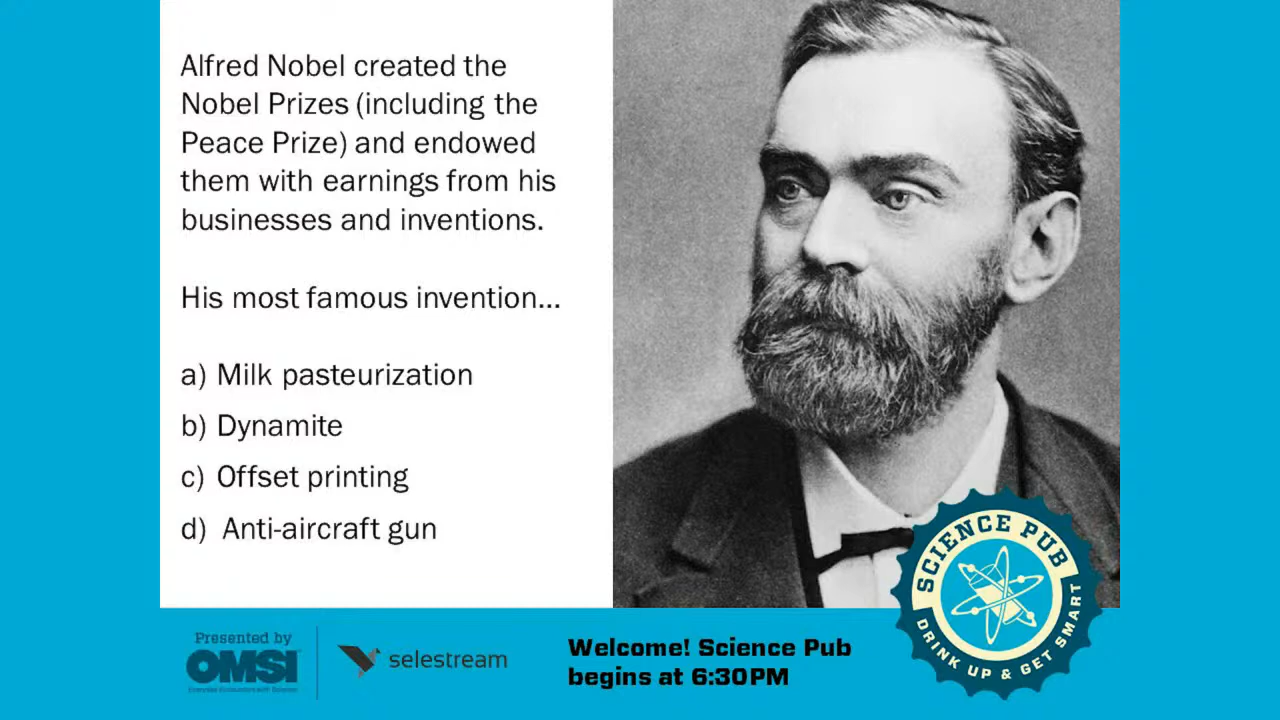 Alfred Nobel created the
Nobel Prizes (including the
Peace Prize) and endowed
them with earnings from his
businesses and inventions.
His most famous invention...
a) Milk pasteurization
b) Dynamite
c) Offset printing
d) Anti-aircraft gun
SCIENCE PUB
DRINK UP & GET SMART
Presented by
OMSI
selestream
Welcome! Science Pub
begins at 6:30PM